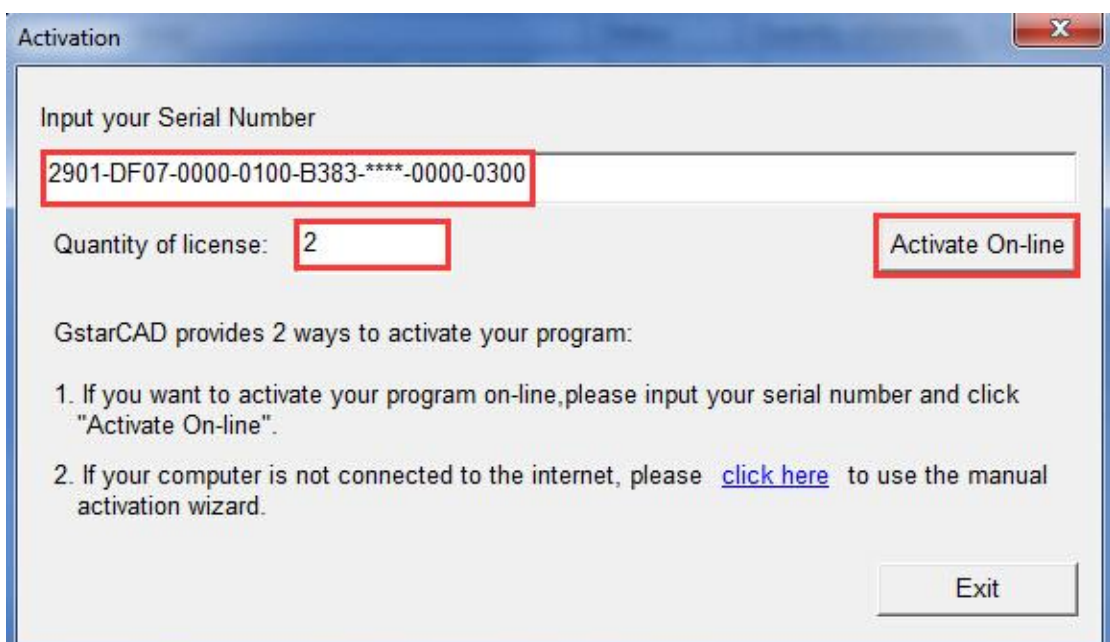 Activation
Input your Serial Number
2901-DF07-0000-0100-B383-****-0000-0300
Quantity of license: 2
Activate On-line
GstarCAD provides 2 ways to activate your program:
1. If you want to activate your program on-line,please input your serial number and click
"Activate On-line".
2. If your computer is not connected to the internet, please click here to use the manual
activation wizard.
Exit